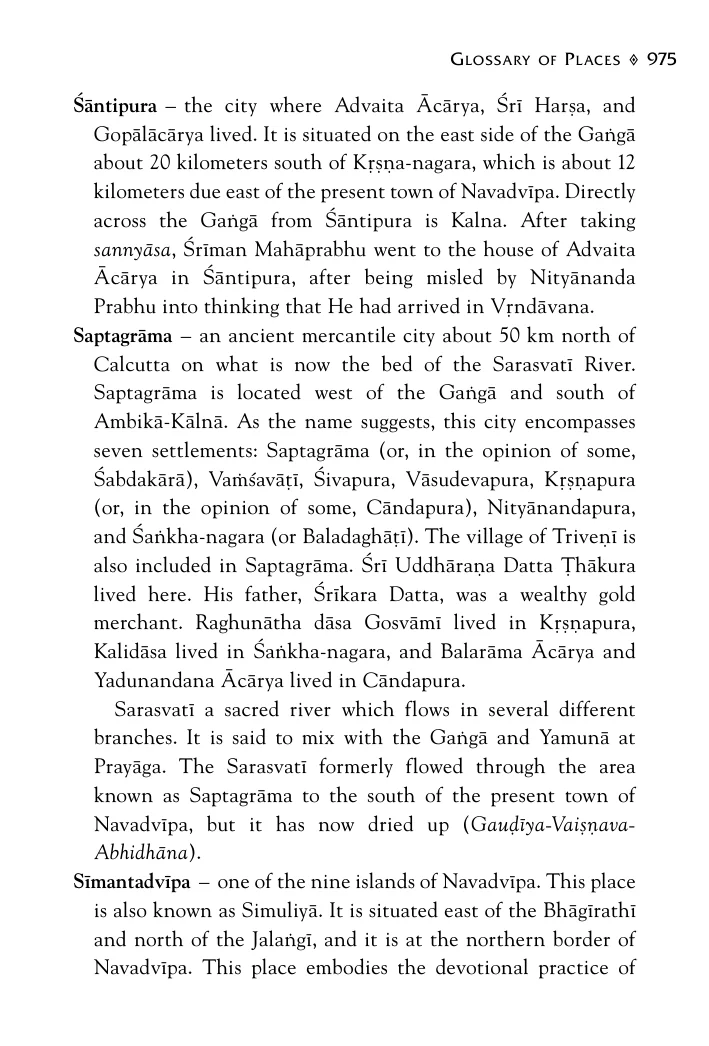 GLOSSARY OF PLACES ◊ 975
Śāntipura – the city where Advaita Ācārya, Śrī Harṣa, and
Gopālācārya lived. It is situated on the east side of the Gaṅgā
about 20 kilometers south of Kṛṣṇa-nagara, which is about 12
kilometers due east of the present town of Navadvīpa. Directly
across the Gaṅgā from Śāntipura is Kalna. After taking
sannyāsa, Śrīman Mahāprabhu went to the house of Advaita
Ācārya in Śāntipura, after being misled by Nityānanda
Prabhu into thinking that He had arrived in Vṛndāvana.
Saptagrāma – an ancient mercantile city about 50 km north of
Calcutta on what is now the bed of the Sarasvatī River.
Saptagrāma is located west of the Gaṅgā and south of
Ambikā-Kālnā. As the name suggests, this city encompasses
seven settlements: Saptagrāma (or, in the opinion of some,
Śabdakārā), Vaṁśavāṭī, Śivapura, Vāsudevapura, Kṛṣṇapura
(or, in the opinion of some, Cāndapura), Nityānandapura,
and Śaṅkha-nagara (or Baladaghāṭī). The village of Triveṇī is
also included in Saptagrāma. Śrī Uddhāraṇa Datta Ṭhākura
lived here. His father, Śrīkara Datta, was a wealthy gold
merchant. Raghunātha dāsa Gosvāmī lived in Kṛṣṇapura,
Kalidāsa lived in Śaṅkha-nagara, and Balarāma Ācārya and
Yadunandana Ācārya lived in Cāndapura.
Sarasvatī a sacred river which flows in several different
branches. It is said to mix with the Gaṅgā and Yamunā at
Prayāga. The Sarasvatī formerly flowed through the area
known as Saptagrāma to the south of the present town of
Navadvīpa, but it has now dried up (Gauḍīya-Vaiṣṇava-
Abhidhāna).
Sīmantadvīpa – one of the nine islands of Navadvīpa. This place
is also known as Simuliyā. It is situated east of the Bhāgīrathī
and north of the Jalaṅgī, and it is at the northern border of
Navadvīpa. This place embodies the devotional practice of